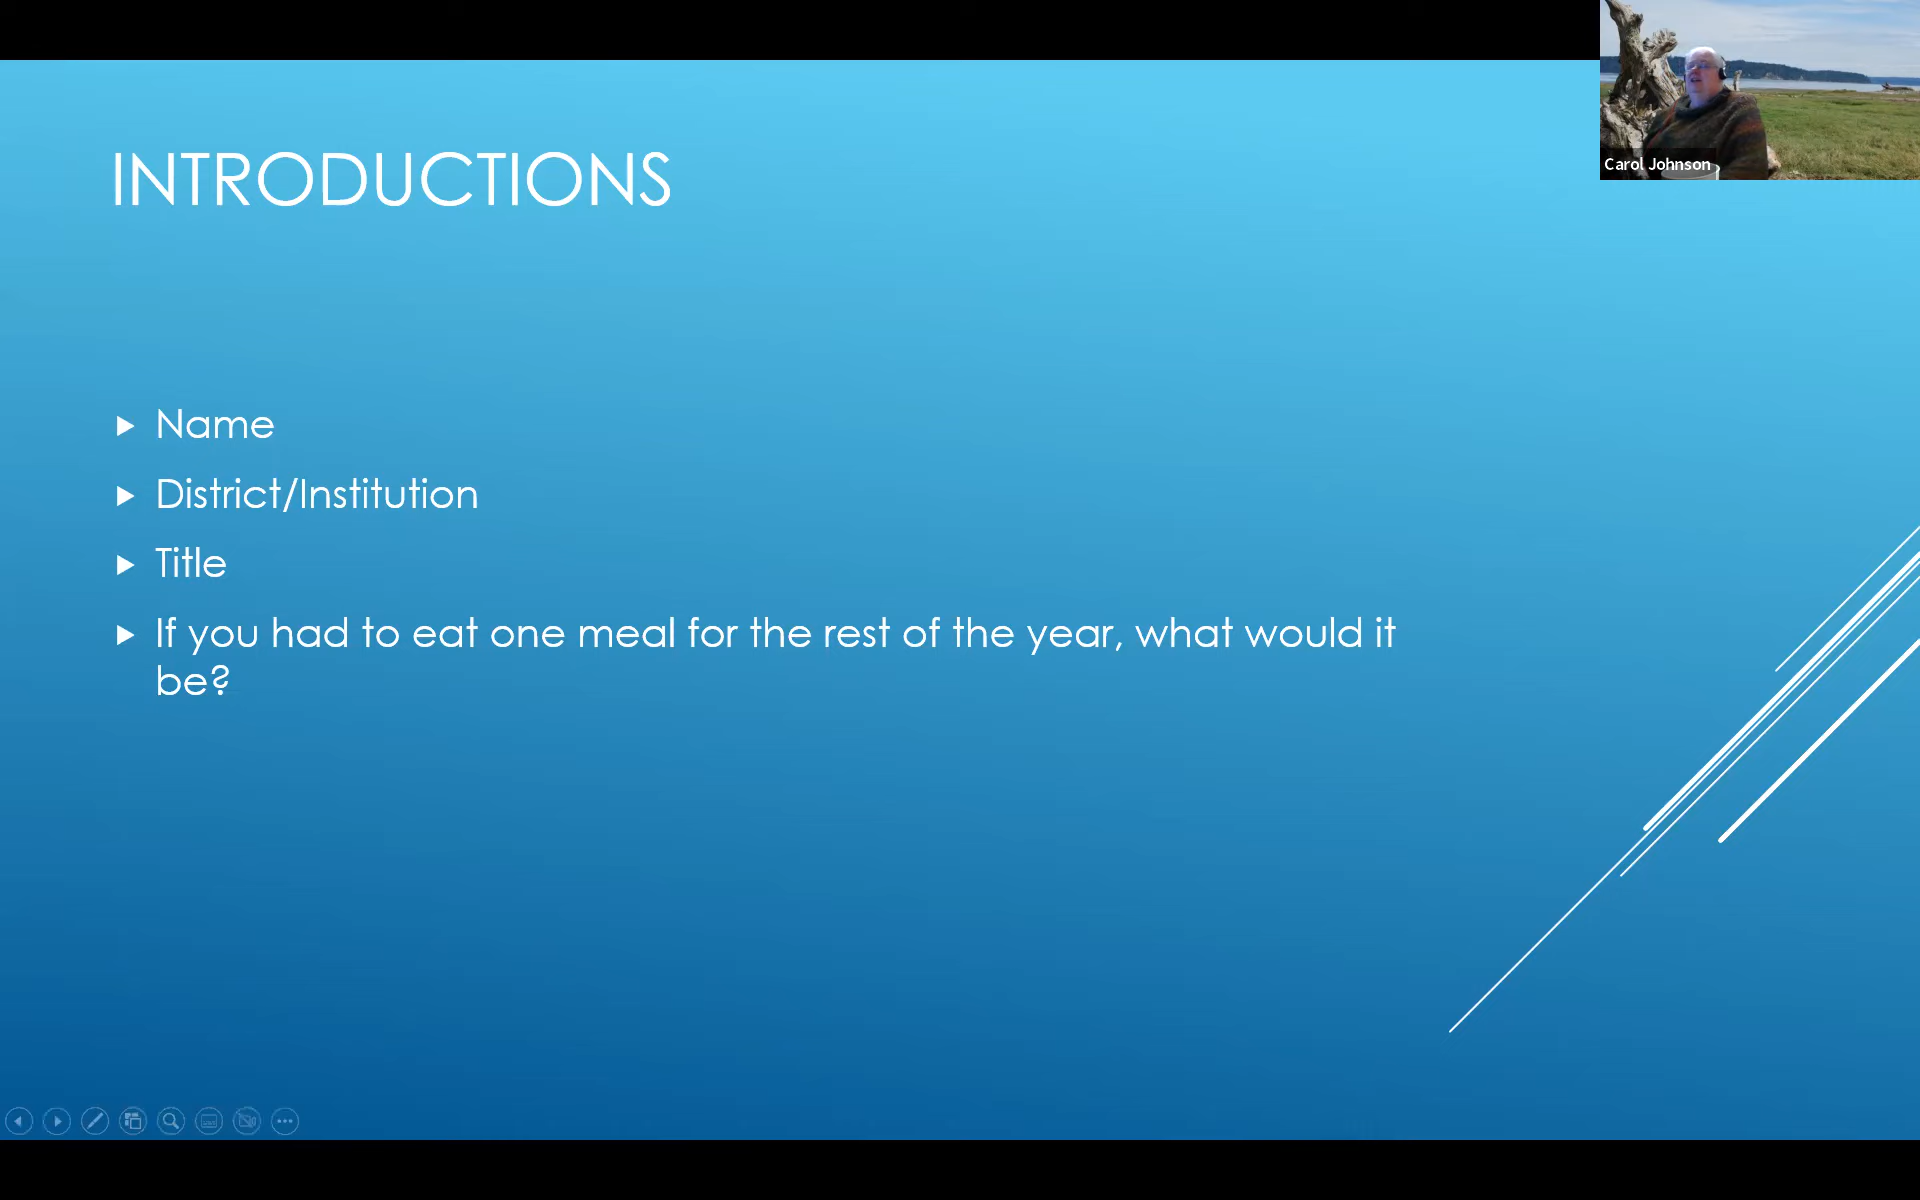 INTRODUCTIONS
Name
District/Institution
Title
If you had to eat one meal for the rest of the year, what would it
be?
Carol Johnson